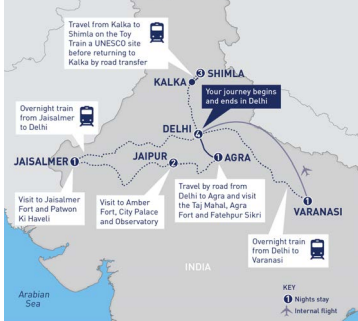 Travel from Kalka to
Shimla on the Toy
Train a UNESCO site
before returning to
Kalka by road transfer
3 SHIMLA
KALKA
Your journey begins
and ends in Delhi
Overnight train
from Jaisalmer
to Delhi
DELHI 4
JAISALMER 1
JAIPUR 2
1 AGRA
Visit to Jaisalmer
Fort and Patwon
Ki Haveli
Visit to Amber
Fort, City Palace
and Observatory
Travel by road from
Delhi to Agra and visit
the Taj Mahal, Agra
Fort and Fatehpur Sikri
1
VARANASI
Overnight train
from Delhi to
Varanasi
INDIA
Arabian
Sea
KEY
1 Nights stay
Internal flight